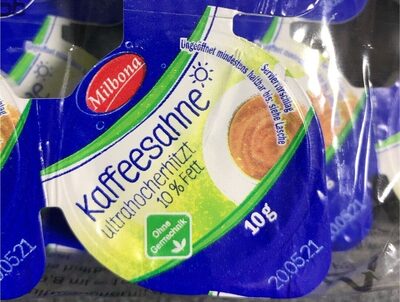 Milbona
Kaffeesahne
ultrahocherhitzt
10 % Fett
Ohne
Gentechnik
Serviervorschlag
Ungeöffnet mindestens haltbar bis: siehe Lasche
10g
20.05.21
20.05.21